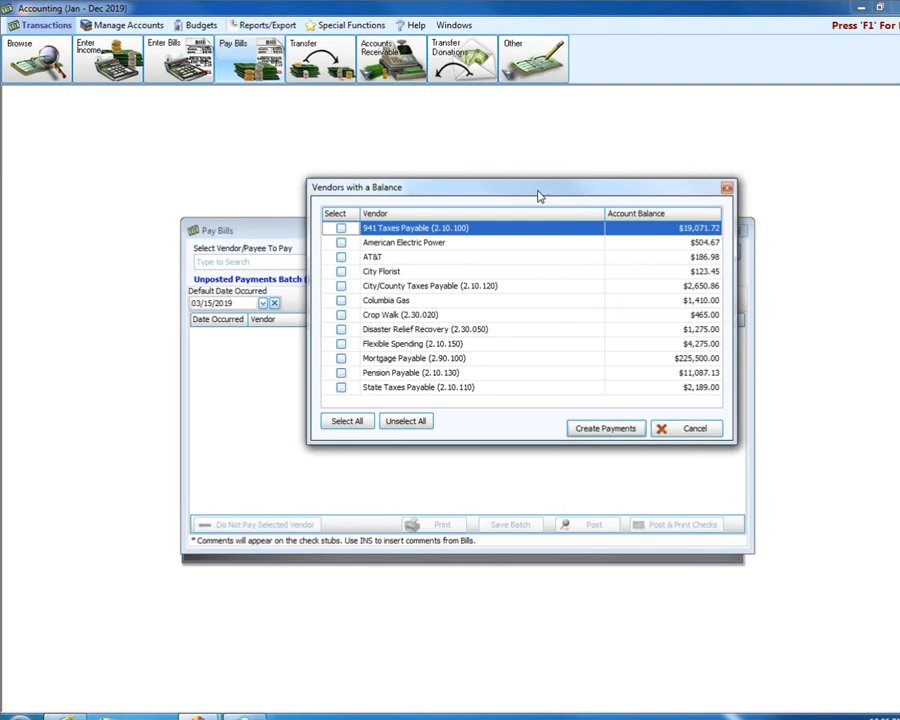 Accounting (Jan - Dec 2019)
Transactions Manage Accounts Budgets Reports/Export Special Functions Help Windows
Press 'F1' For
Browse
Enter Income
Enter Bills
Pay Bills
Transfer
Accounts Receivable
Transfer Donations
Other
Vendors with a Balance
Select Vendor Account Balance
941 Taxes Payable (2.10.100) $19,071.72
American Electric Power $504.67
AT&T $186.98
City Florist $123.45
City/County Taxes Payable (2.10.120) $2,650.86
Columbia Gas $1,410.00
Crop Walk (2.30.020) $465.00
Disaster Relief Recovery (2.30.050) $1,275.00
Flexible Spending (2.10.150) $4,275.00
Mortgage Payable (2.90.100) $225,500.00
Pension Payable (2.10.130) $11,087.13
State Taxes Payable (2.10.110) $2,189.00
Select All Unselect All Create Payments Cancel
Pay Bills
Select Vendor/Payee To Pay
Type to Search
Unposted Payments Batch (
Default Date Occurred
03/15/2019
Date Occurred Vendor
Do Not Pay Selected Vendor Print Save Batch Post Post & Print Checks
* Comments will appear on the check stubs. Use INS to insert comments from Bills.